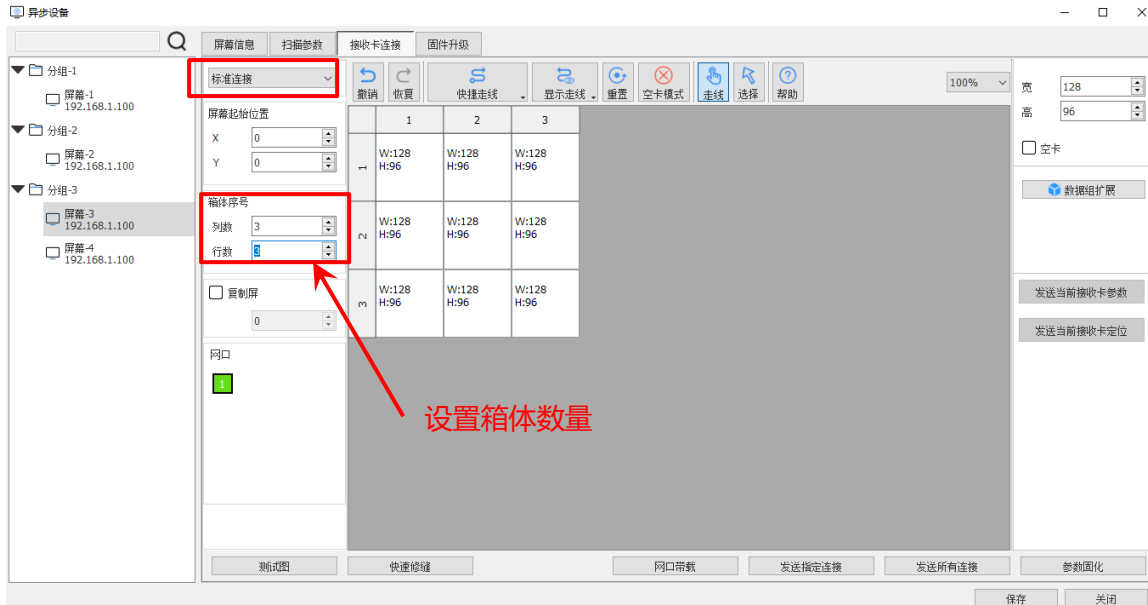 异步设备
屏幕信息 扫描参数 接收卡连接 固件升级
分组-1
屏幕-1
192.168.1.100
分组-2
屏幕-2
192.168.1.100
分组-3
屏幕-3
192.168.1.100
屏幕-4
192.168.1.100
标准连接
屏幕起始位置
X 0
Y 0
箱体序号
列数 3
行数 3
复制屏
0
网口
1
撤销 恢复 快捷走线 显示走线 重置 空卡模式 走线 选择 帮助 100%
1 2 3
1
W:128 W:128 W:128
H:96 H:96 H:96
2
W:128 W:128 W:128
H:96 H:96 H:96
3
W:128 W:128 W:128
H:96 H:96 H:96
设置箱体数量
宽 128
高 96
空卡
数据组扩展
发送当前接收卡参数
发送当前接收卡定位
测试图 快速修缝 网口带载 发送指定连接 发送所有连接 参数固化
保存 关闭